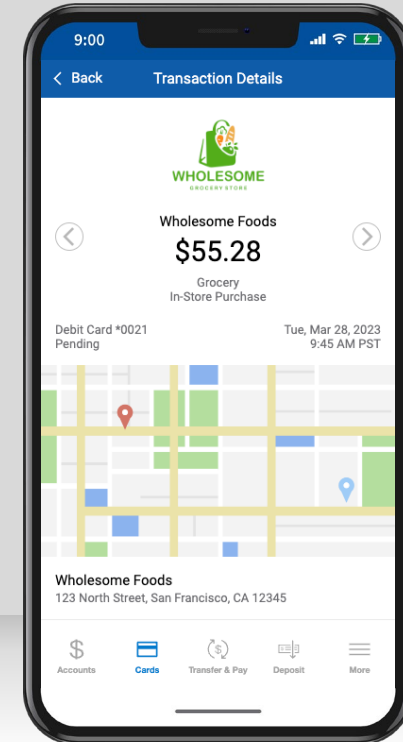 9:00
Back Transaction Details
WHOLESOME
GROCERY STORE
Wholesome Foods
$55.28
Grocery
In-Store Purchase
Debit Card *0021 Tue, Mar 28, 2023
Pending 9:45 AM PST
Wholesome Foods
123 North Street, San Francisco, CA 12345
$ $
Accounts Cards Transfer & Pay Deposit More